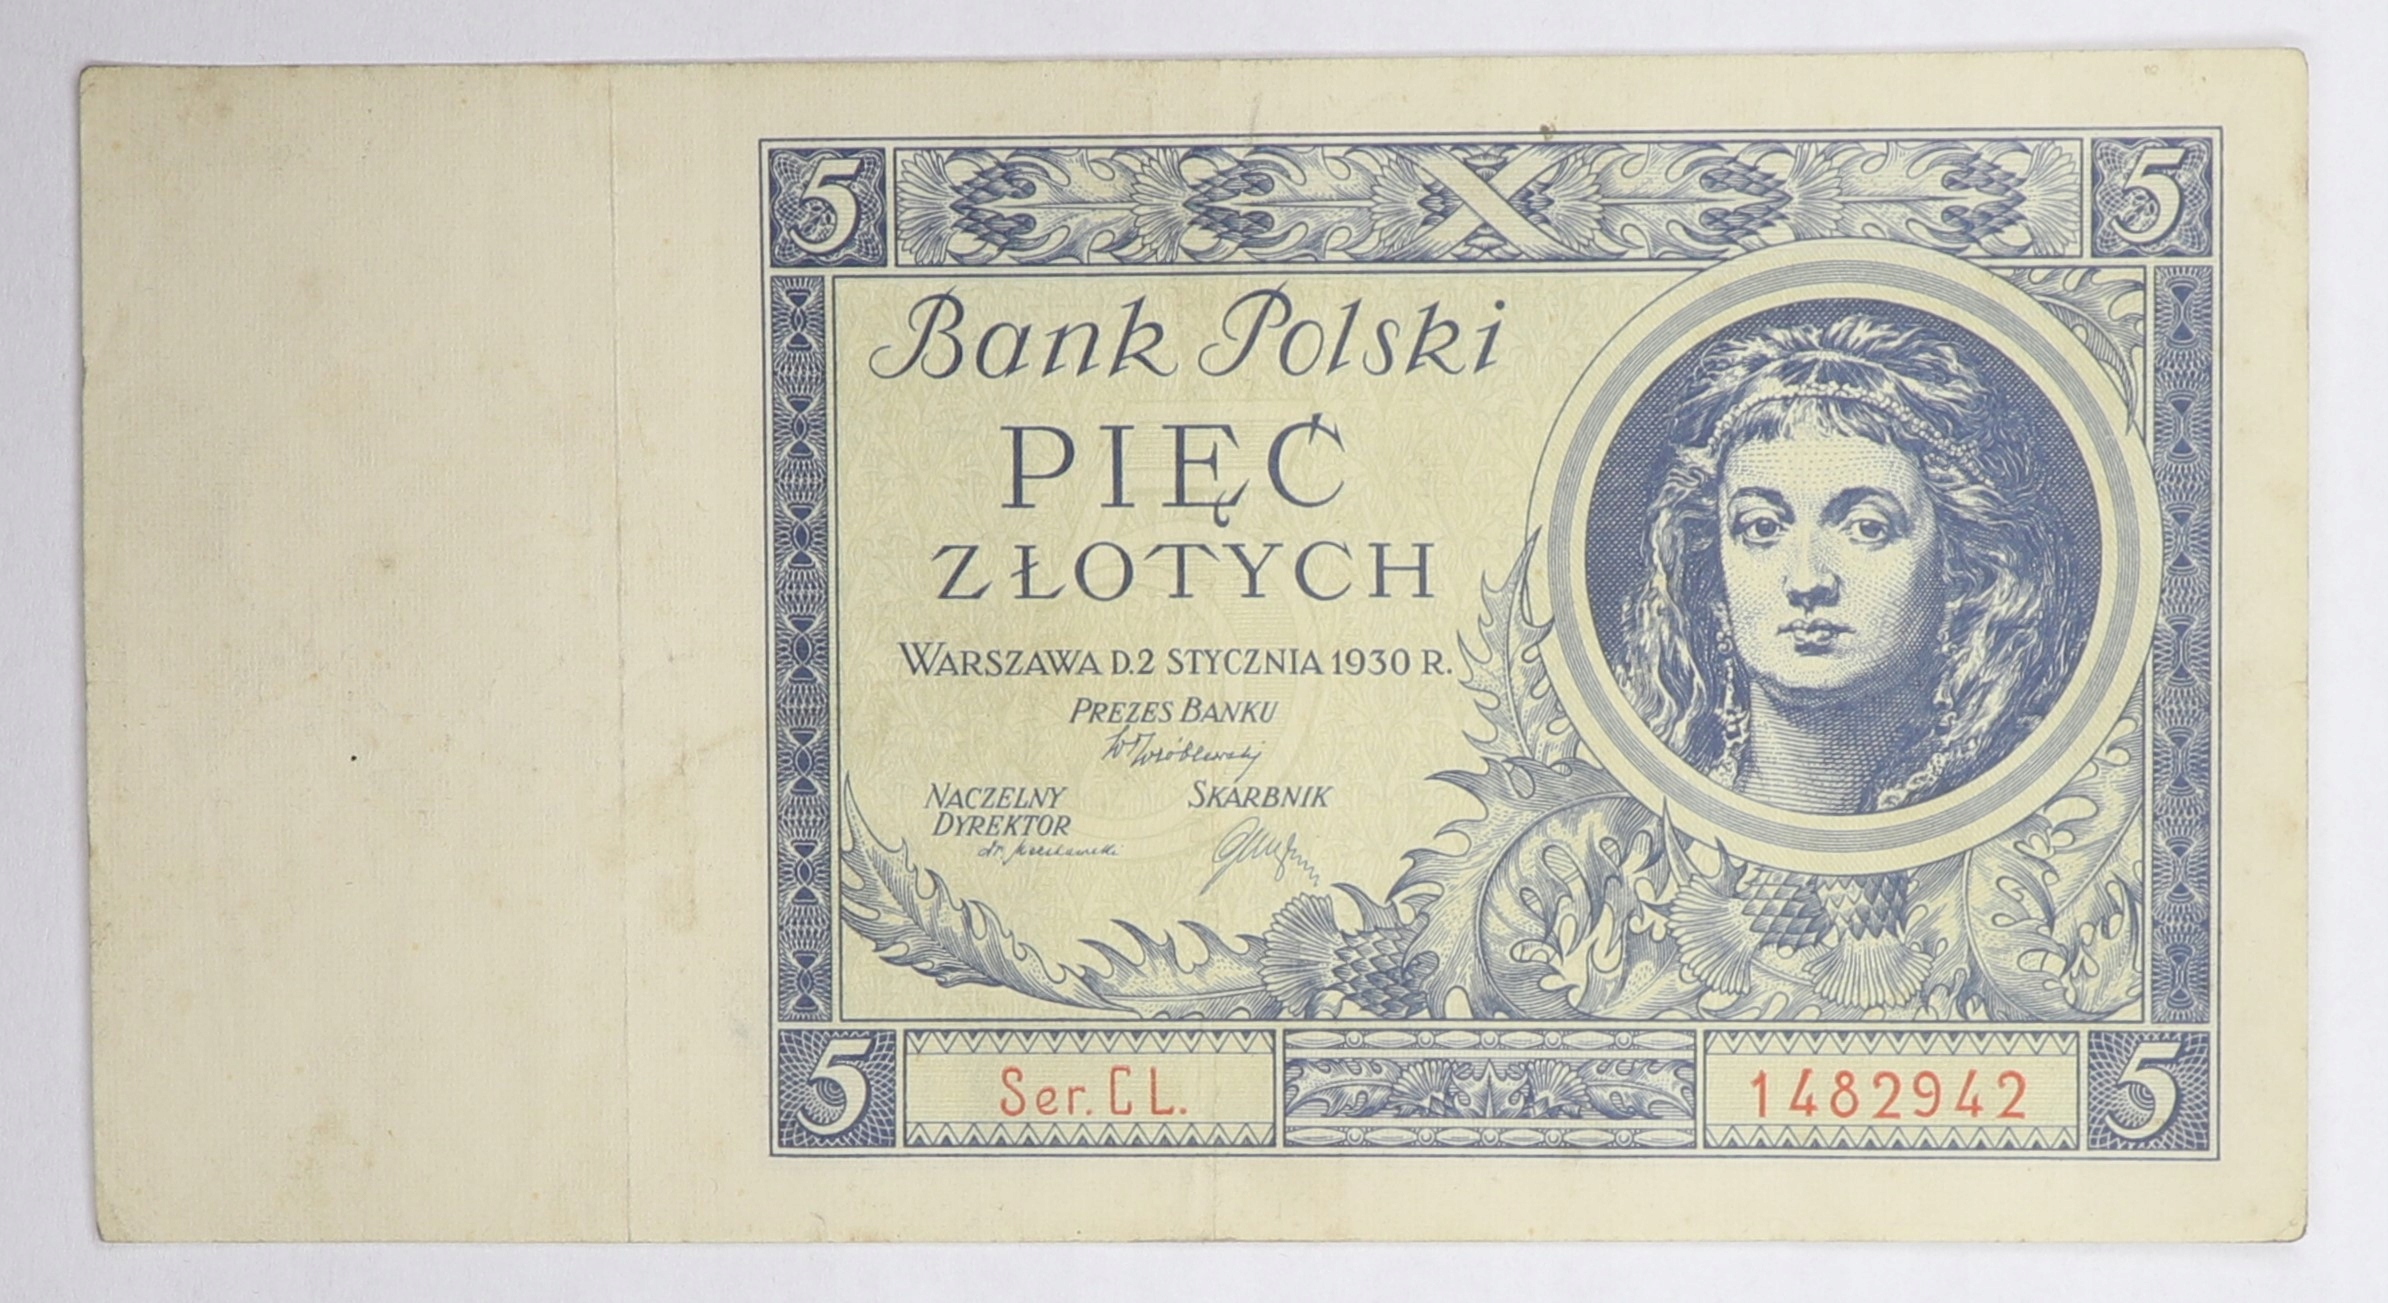 5 5
Bank Polski
PIĘĆ
ZŁOTYCH
WARSZAWA D.2 STYCZNIA 1930 R.
PREZES BANKU
W Wróblewski
NACZELNY
DYREKTOR
SKARBNIK
5 Ser. CL. 1482942 5